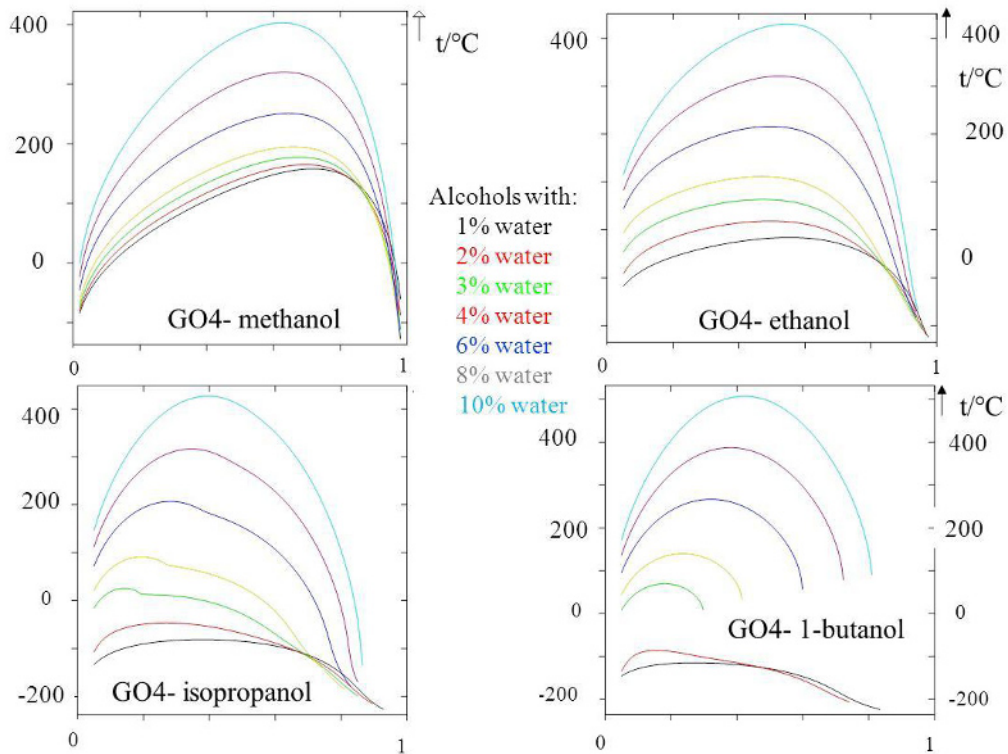 400
t/°C
200
0
GO4- methanol
0
1
400
400
t/°C
200
0
GO4- ethanol
0
1
Alcohols with:
1% water
2% water
3% water
4% water
6% water
8% water
10% water
400
200
0
-200
GO4- isopropanol
0
1
400
200
0
-200
t/°C
400
200
0
-200
GO4- 1-butanol
0
1